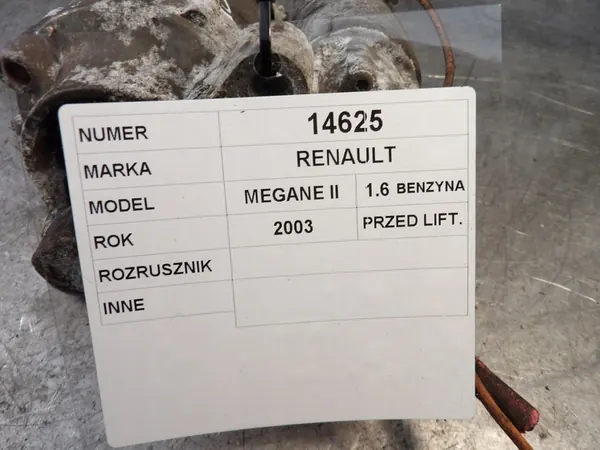 NUMER 14625
MARKA RENAULT
MODEL MEGANE II 1.6 BENZYNA
ROK 2003 PRZED LIFT.
ROZRUSZNIK
INNE